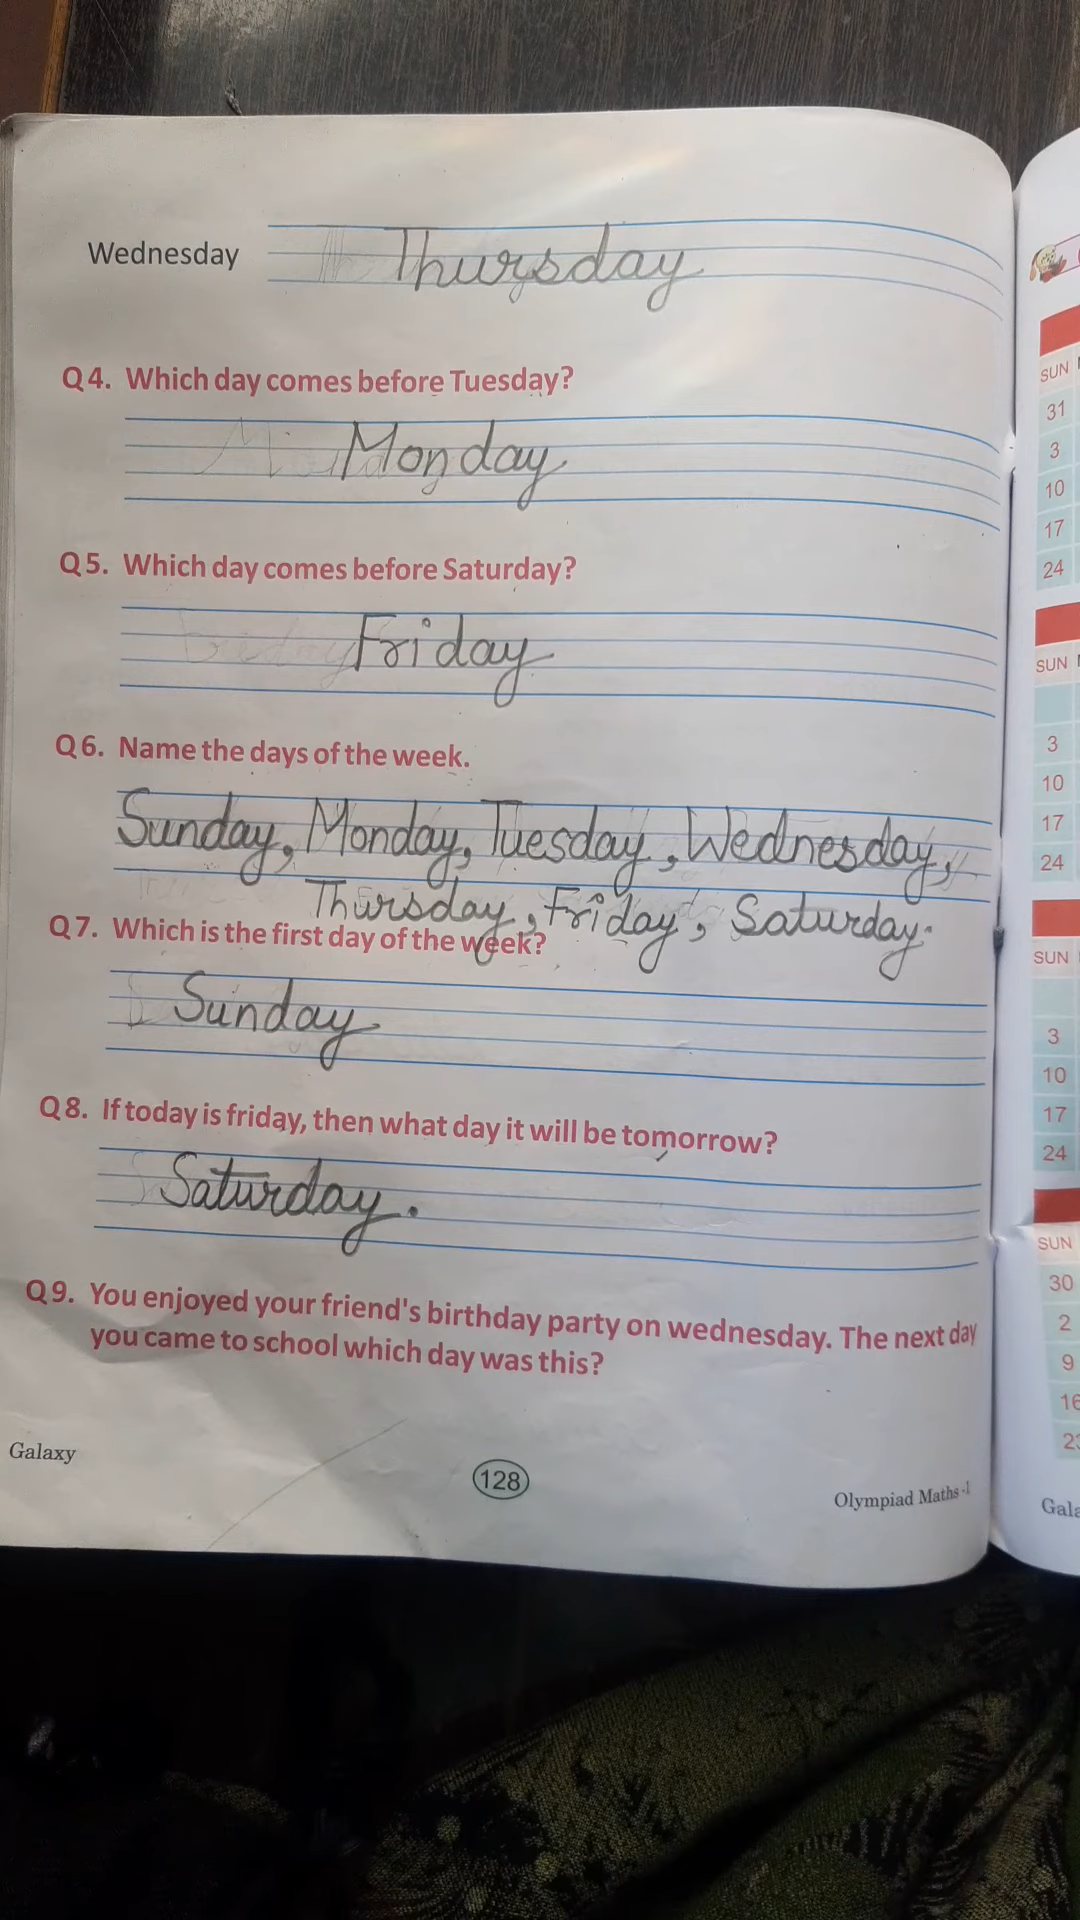 Wednesday Thursday
Q4. Which day comes before Tuesday?
Monday
Q5. Which day comes before Saturday?
Friday
Q6. Name the days of the week.
Sunday, Monday, Tuesday, Wednesday,
Thursday, Friday, Saturday.
Q7. Which is the first day of the week?
Sunday
Q8. If today is friday, then what day it will be tomorrow?
Saturday.
Q9. You enjoyed your friend's birthday party on wednesday. The next day
you came to school which day was this?
Galaxy
128
Olympiad Maths-1
SUN
31
3
10
17
24
SUN
3
10
17
24
SUN
3
10
17
24
SUN
30
2
9